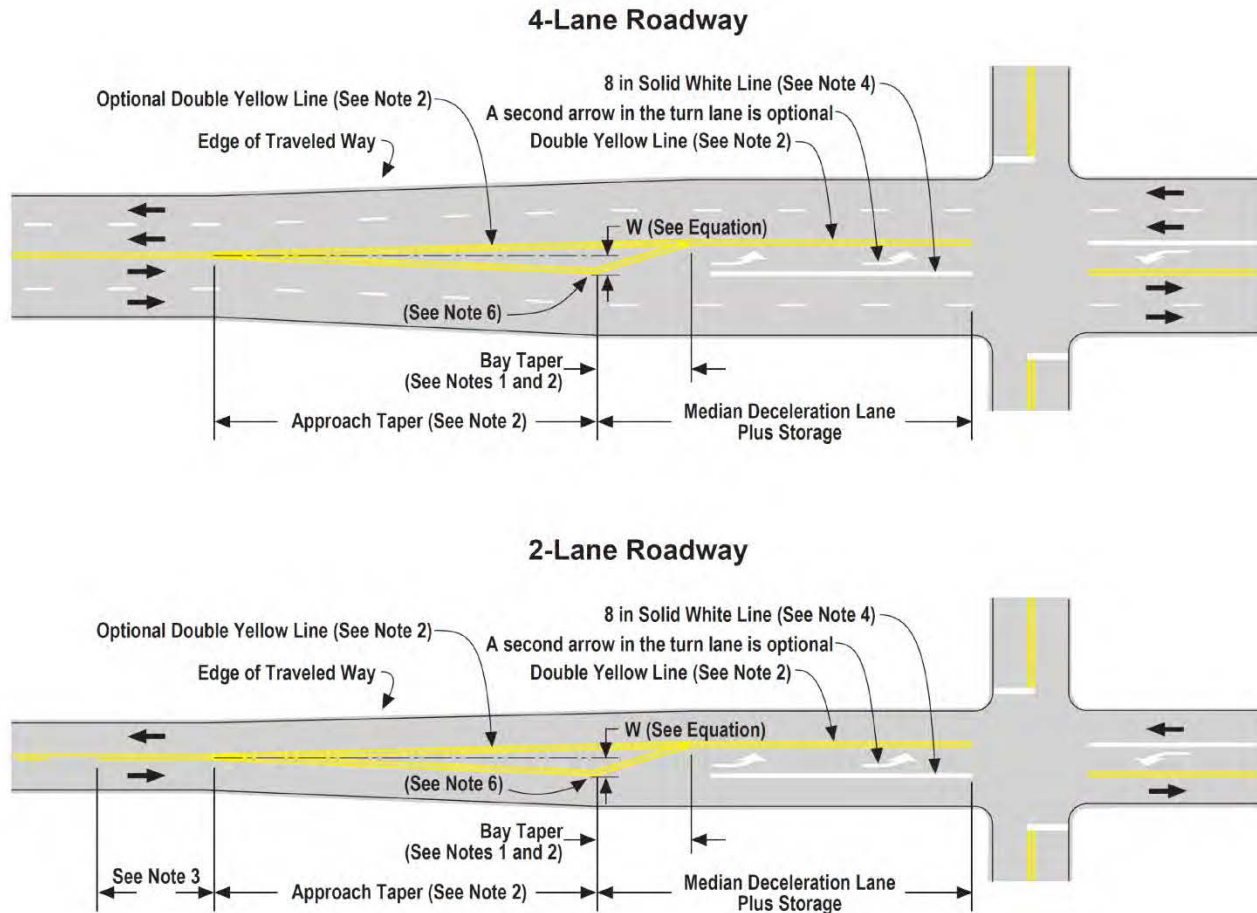 4-Lane Roadway
8 in Solid White Line (See Note 4)
Optional Double Yellow Line (See Note 2)
A second arrow in the turn lane is optional
Edge of Traveled Way
Double Yellow Line (See Note 2)
W (See Equation)
(See Note 6)
Bay Taper
(See Notes 1 and 2)
Approach Taper (See Note 2)
Median Deceleration Lane
Plus Storage
2-Lane Roadway
8 in Solid White Line (See Note 4)
Optional Double Yellow Line (See Note 2)
A second arrow in the turn lane is optional
Edge of Traveled Way
Double Yellow Line (See Note 2)
W (See Equation)
(See Note 6)
Bay Taper
(See Notes 1 and 2)
See Note 3
Approach Taper (See Note 2)
Median Deceleration Lane
Plus Storage